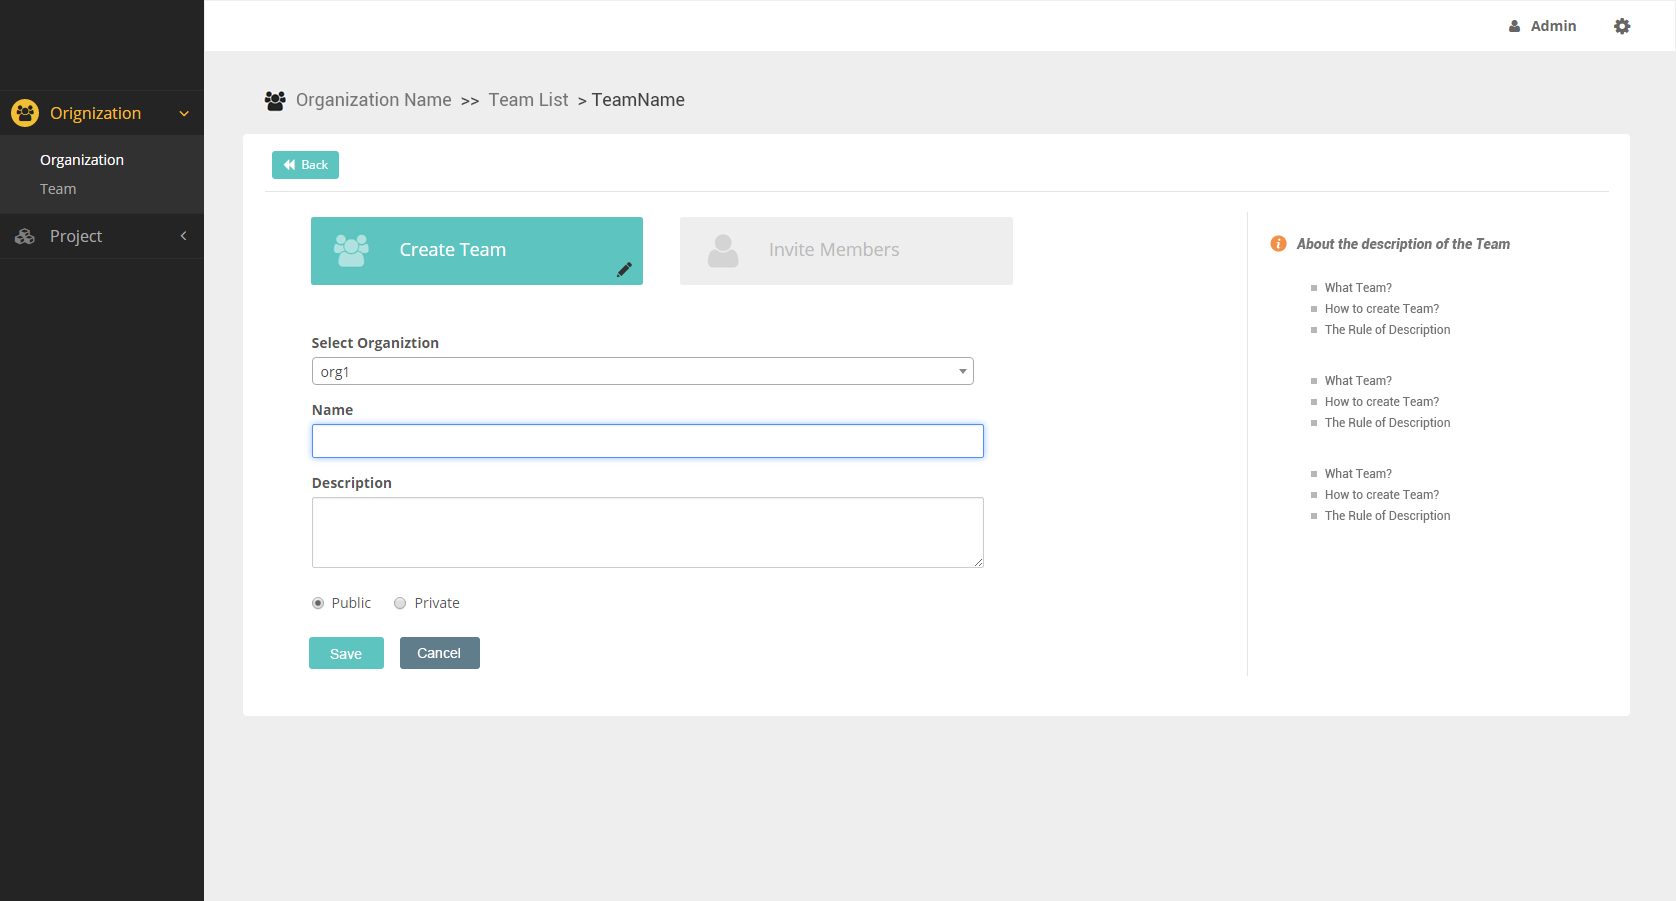 Admin
Orignization
Organization
Team
Project
Organization Name >> Team List > TeamName
Back
Create Team
Invite Members
Select Organiztion
org1
Name
Description
Public Private
Save Cancel
About the description of the Team
What Team?
How to create Team?
The Rule of Description
What Team?
How to create Team?
The Rule of Description
What Team?
How to create Team?
The Rule of Description